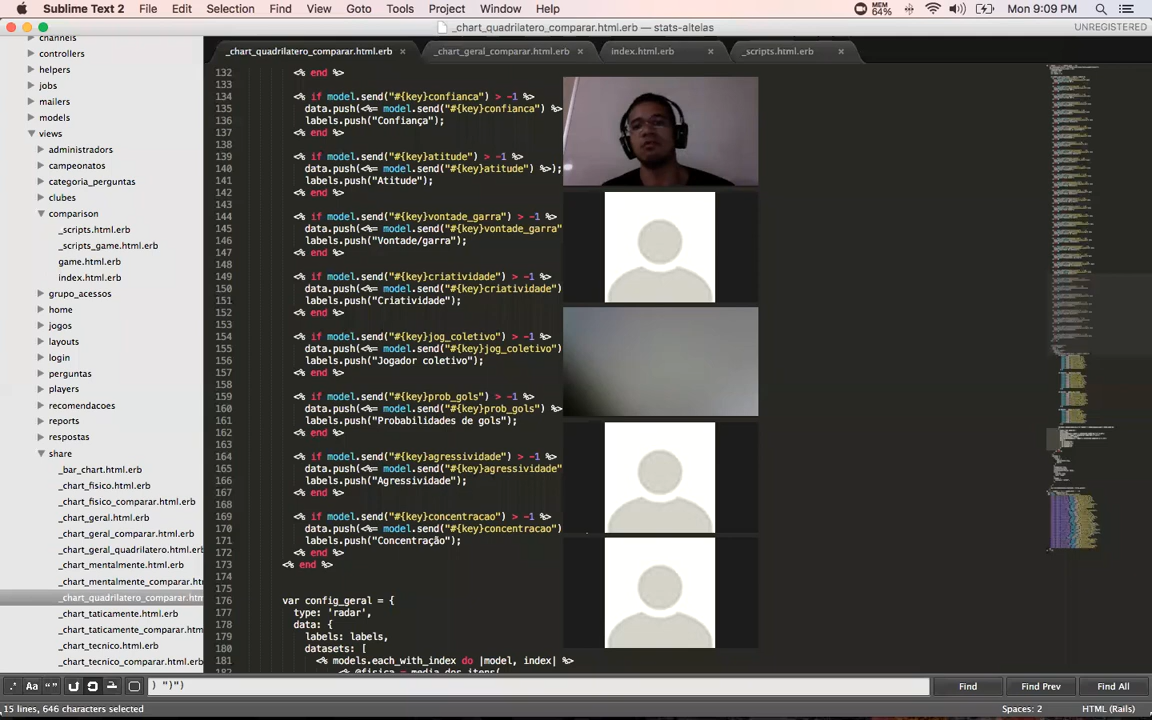 Sublime Text 2 File Edit Selection Find View Goto Tools Project Window Help MEM 64% Mon 9:09 PM
_chart_quadrilatero_comparar.html.erb — stats-aitelas UNREGISTERED
_chart_quadrilatero_comparar.html.erb × _chart_geral_comparar.html.erb × index.html.erb × _scripts.html.erb ×
channels
controllers
helpers
jobs
mailers
models
views
administradores
campeonatos
categoria_perguntas
clubes
comparison
_scripts.html.erb
_scripts_game.html.erb
game.html.erb
index.html.erb
grupo_acessos
home
jogos
layouts
login
perguntas
players
recomendacoes
reports
respostas
share
_bar_chart.html.erb
_chart_fisico.html.erb
_chart_fisico_comparar.html.erb
_chart_geral.html.erb
_chart_geral_comparar.html.erb
_chart_geral_quadrilatero.html.erb
_chart_mentalmente.html.erb
_chart_mentalmente_comparar.htm
_chart_quadrilatero_comparar.htm
_chart_taticamente.html.erb
_chart_taticamente_comparar.html
_chart_tecnico.html.erb
_chart_tecnico_comparar.html.erb
132 <% end %>
133
134 <% if model.send("#{key}confianca") > -1 %>
135 data.push(<%= model.send("#{key}confianca") %>
136 labels.push("Confiança");
137 <% end %>
138
139 <% if model.send("#{key}atitude") > -1 %>
140 data.push(<%= model.send("#{key}atitude") %>);
141 labels.push("Atitude");
142 <% end %>
143
144 <% if model.send("#{key}vontade_garra") > -1 %>
145 data.push(<%= model.send("#{key}vontade_garra"
146 labels.push("Vontade/garra");
147 <% end %>
148
149 <% if model.send("#{key}criatividade") > -1 %>
150 data.push(<%= model.send("#{key}criatividade")
151 labels.push("Criatividade");
152 <% end %>
153
154 <% if model.send("#{key}jog_coletivo") > -1 %>
155 data.push(<%= model.send("#{key}jog_coletivo")
156 labels.push("Jogador coletivo");
157 <% end %>
158
159 <% if model.send("#{key}prob_gols") > -1 %>
160 data.push(<%= model.send("#{key}prob_gols") %>
161 labels.push("Probabilidades de gols");
162 <% end %>
163
164 <% if model.send("#{key}agressividade") > -1 %>
165 data.push(<%= model.send("#{key}agressividade"
166 labels.push("Agressividade");
167 <% end %>
168
169 <% if model.send("#{key}concentracao") > -1 %>
170 data.push(<%= model.send("#{key}concentracao")
171 labels.push("Concentração");
172 <% end %>
173 <% end %>
174
175
176 var config_geral = {
177 type: 'radar',
178 data: {
179 labels: labels,
180 datasets: [
181 <% models.each_with_index do |model, index| %>
182 <% @fisica = media_dos_itens(
) ")") Find Find Prev Find All
15 lines, 646 characters selected Spaces: 2 HTML (Rails)